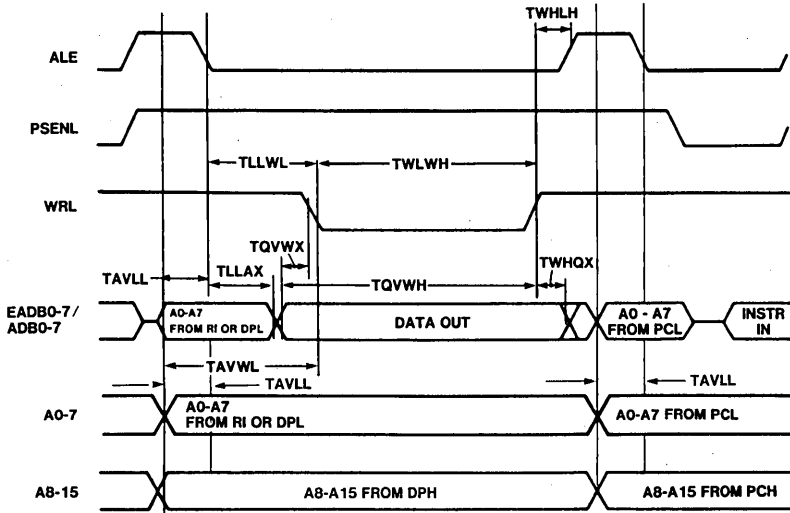 TWHLH
ALE
PSENL
TLLWL
TWLWH
WRL
TQVWX
TWHQX
TAVLL
TLLAX
TQVWH
EADB0-7/
ADB0-7
A0-A7
FROM RI OR DPL
DATA OUT
A0 - A7
FROM PCL
INSTR
IN
TAVWL
TAVLL
TAVLL
A0-7
A0-A7
FROM RI OR DPL
A0-A7 FROM PCL
A8-15
A8-A15 FROM DPH
A8-A15 FROM PCH